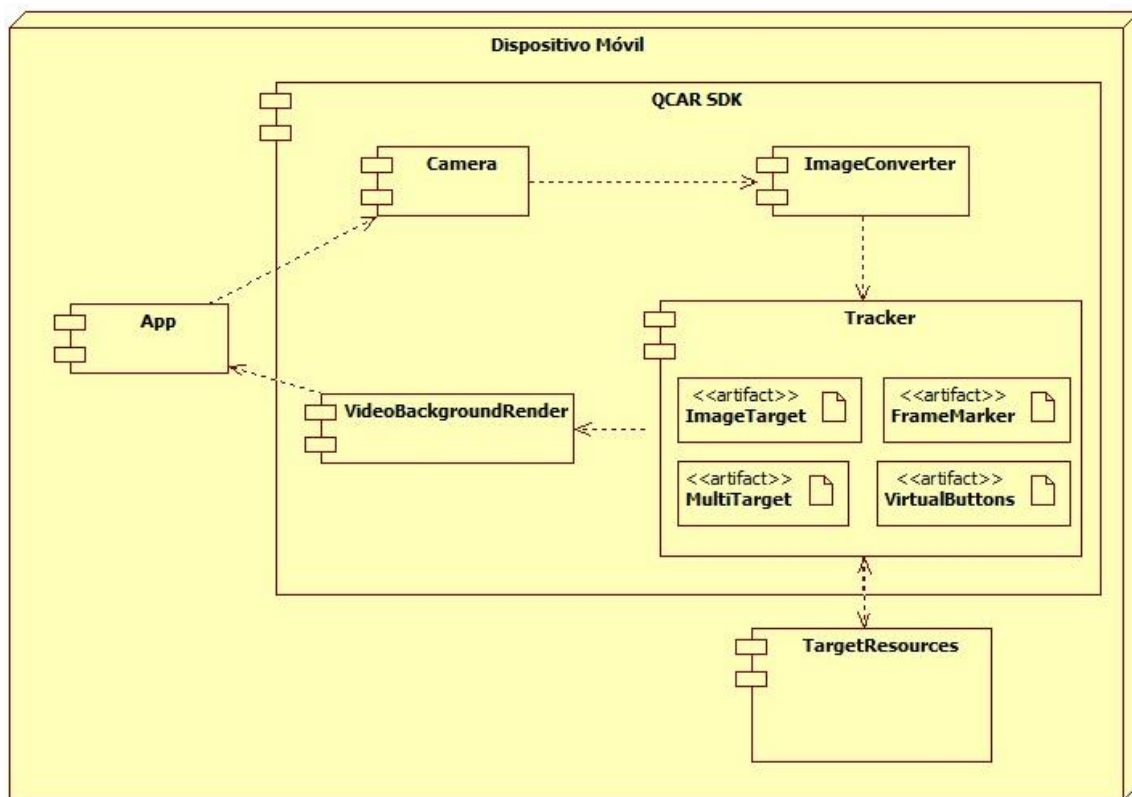 Dispositivo Móvil
QCAR SDK
Camera
ImageConverter
App
Tracker
<<artifact>>
ImageTarget
<<artifact>>
FrameMarker
VideoBackgroundRender
<<artifact>>
MultiTarget
<<artifact>>
VirtualButtons
TargetResources